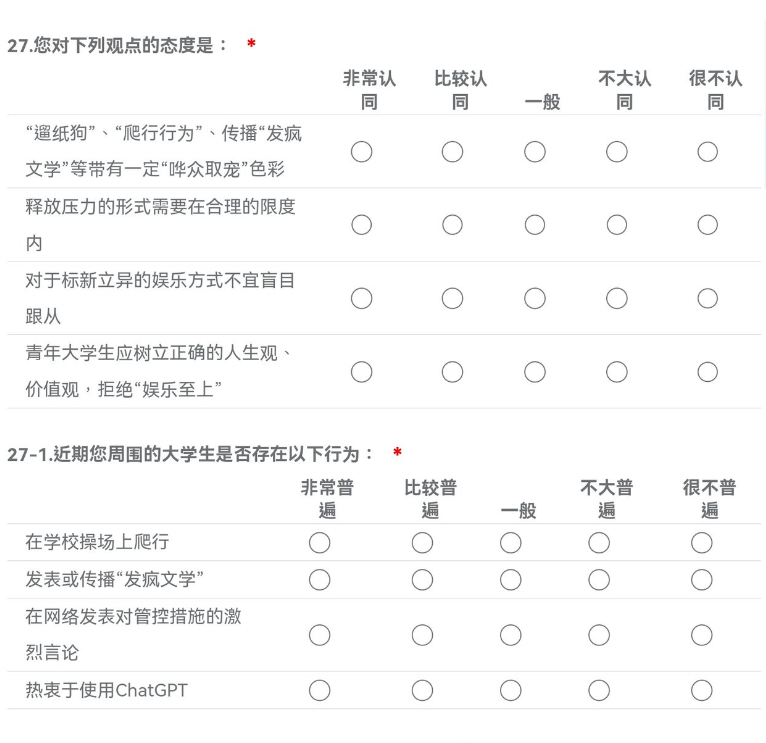 27.您对下列观点的态度是： *
非常认 比较认 不大认 很不认
同 同 一般 同 同
“遛纸狗”、“爬行行为”、传播“发疯
文学”等带有一定“哗众取宠”色彩
释放压力的形式需要在合理的限度
内
对于标新立异的娱乐方式不宜盲目
跟从
青年大学生应树立正确的人生观、
价值观，拒绝“娱乐至上”
27-1.近期您周围的大学生是否存在以下行为： *
非常普 比较普 不大普 很不普
遍 遍 一般 遍 遍
在学校操场上爬行
发表或传播“发疯文学”
在网络发表对管控措施的激
烈言论
热衷于使用ChatGPT